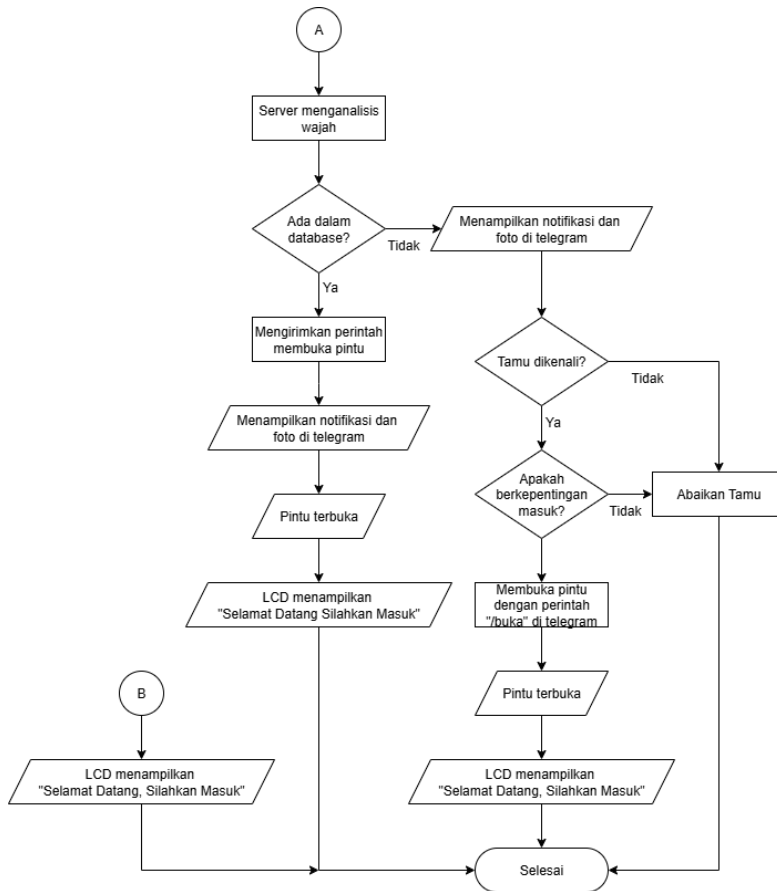 A
Server menganalisis
wajah
Ada dalam
database?
Tidak
Menampilkan notifikasi dan
foto di telegram
Ya
Mengirimkan perintah
membuka pintu
Tamu dikenali?
Tidak
Menampilkan notifikasi dan
foto di telegram
Ya
Apakah
berkepentingan
masuk?
Tidak
Abaikan Tamu
Pintu terbuka
LCD menampilkan
"Selamat Datang Silahkan Masuk"
Membuka pintu
dengan perintah
"/buka" di telegram
B
Pintu terbuka
LCD menampilkan
"Selamat Datang, Silahkan Masuk"
LCD menampilkan
"Selamat Datang, Silahkan Masuk"
Selesai